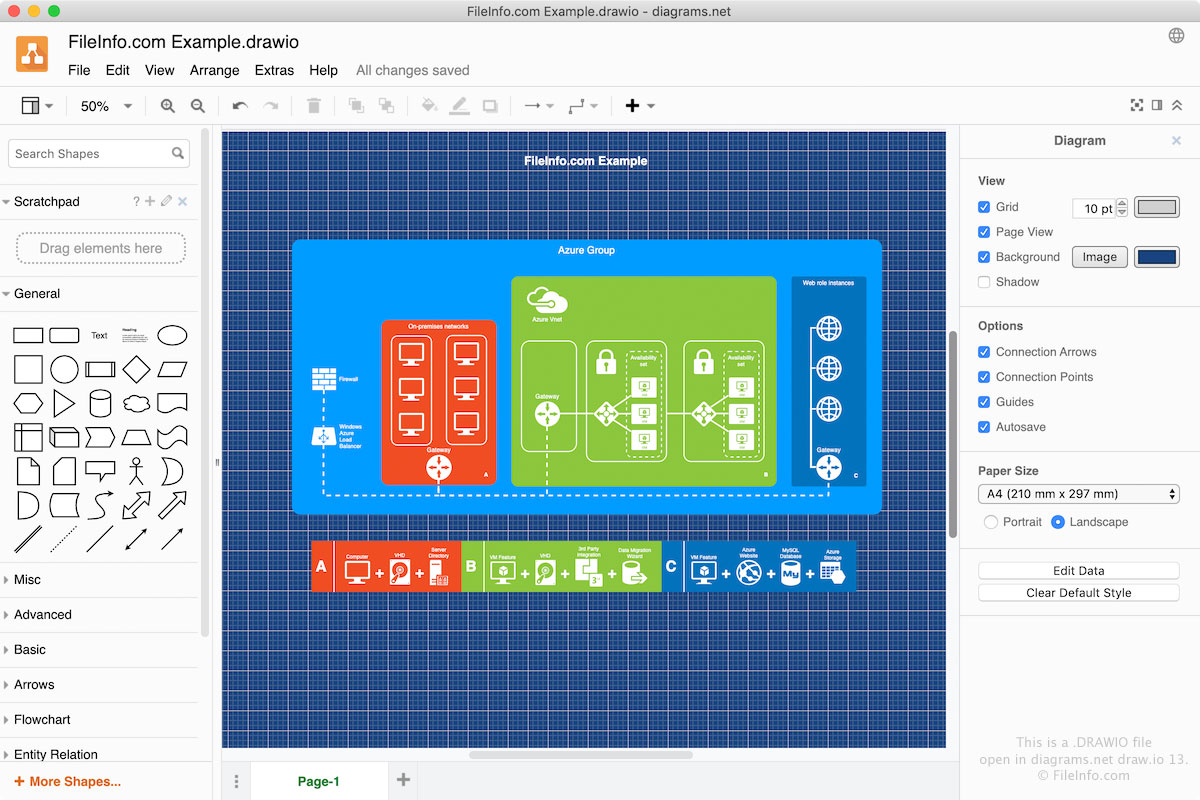 FileInfo.com Example.drawio - diagrams.net
FileInfo.com Example.drawio
File Edit View Arrange Extras Help All changes saved
50%
Search Shapes
Scratchpad
?
Drag elements here
General
Text
Heading
Misc
Advanced
Basic
Arrows
Flowchart
Entity Relation
+ More Shapes...
FileInfo.com Example
Azure Group
Firewall
Windows
Azure
Load
Balancer
On-premises networks
Gateway
A
Azure Vnet
Gateway
Availability
set
Availability
set
B
Web role instances
Gateway
C
A
Computer
+
VHD
+
Server
Directory
B
VM Feature
+
VHD
+
3rd Party
Integration
3
+
Data Migration
Wizard
C
VM Feature
+
Azure
Website
+
MySQL
Database
My
+
Azure
Storage
Page-1
Diagram
View
Grid
10 pt
Page View
Background
Image
Shadow
Options
Connection Arrows
Connection Points
Guides
Autosave
Paper Size
A4 (210 mm x 297 mm)
Portrait Landscape
Edit Data
Clear Default Style
This is a .DRAWIO file
open in diagrams.net draw.io 13.
© FileInfo.com